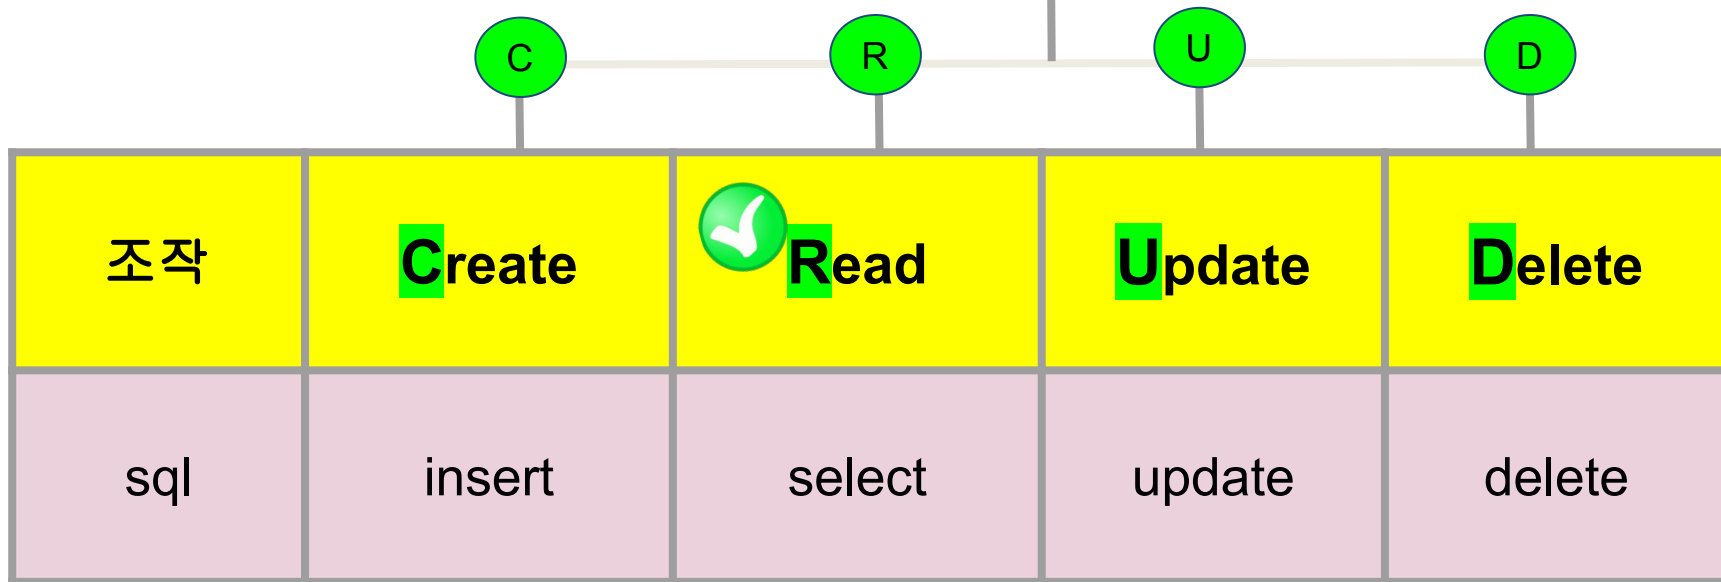 C R U D
조작 Create Read Update Delete
sql insert select update delete